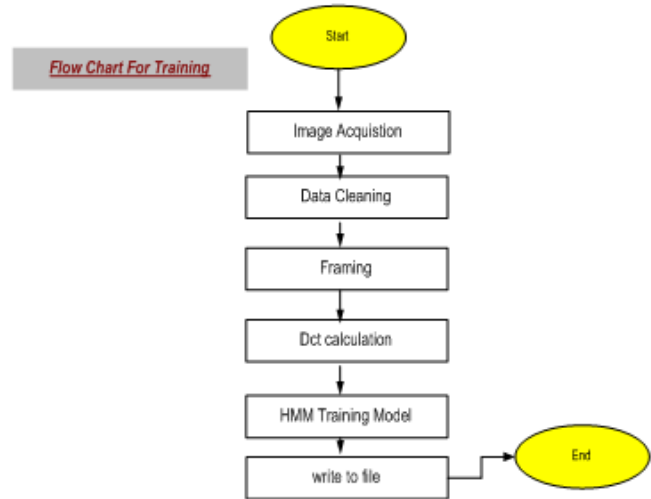 Start
Flow Chart For Training
Image Acquistion
Data Cleaning
Framing
Dct calculation
HMM Training Model
write to file
End